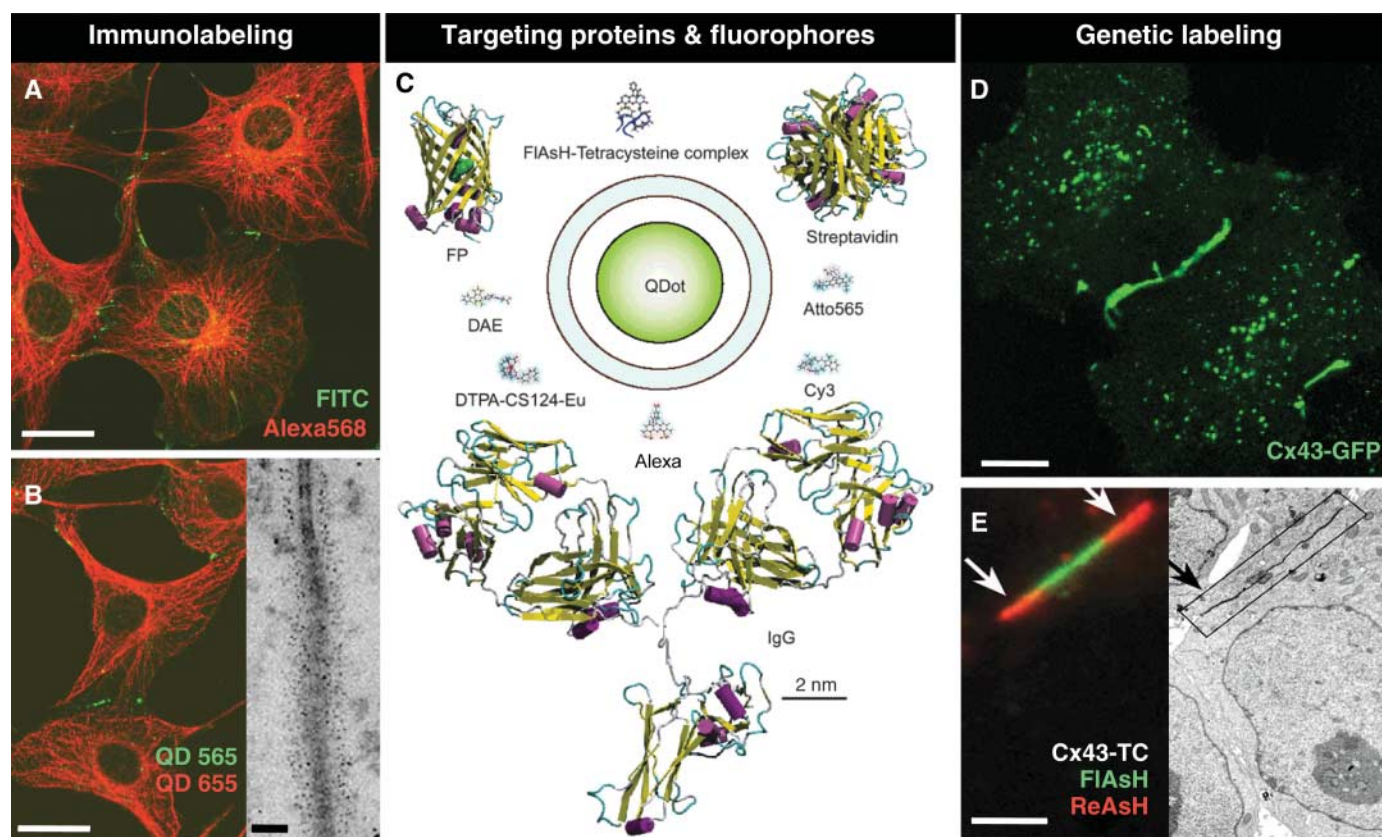 Immunolabeling
A
FITC
Alexa568
B
QD 565
QD 655
Targeting proteins & fluorophores
C
FlAsH-Tetracysteine complex
FP
Streptavidin
QDot
DAE
Atto565
DTPA-CS124-Eu
Cy3
Alexa
IgG
2 nm
Genetic labeling
D
Cx43-GFP
E
Cx43-TC
FlAsH
ReAsH